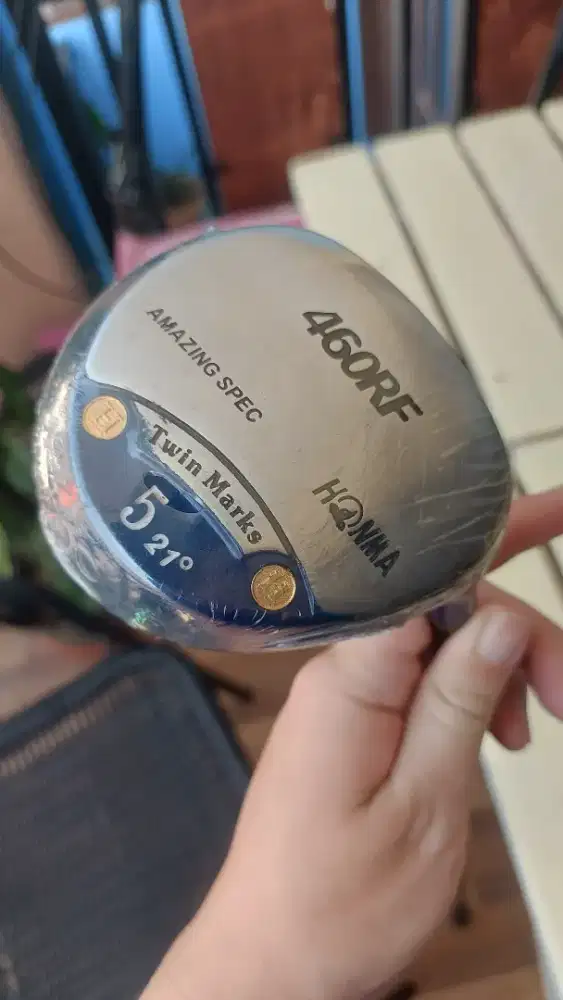 460RF
AMAZING SPEC
Twin Marks
5 21°
HONMA